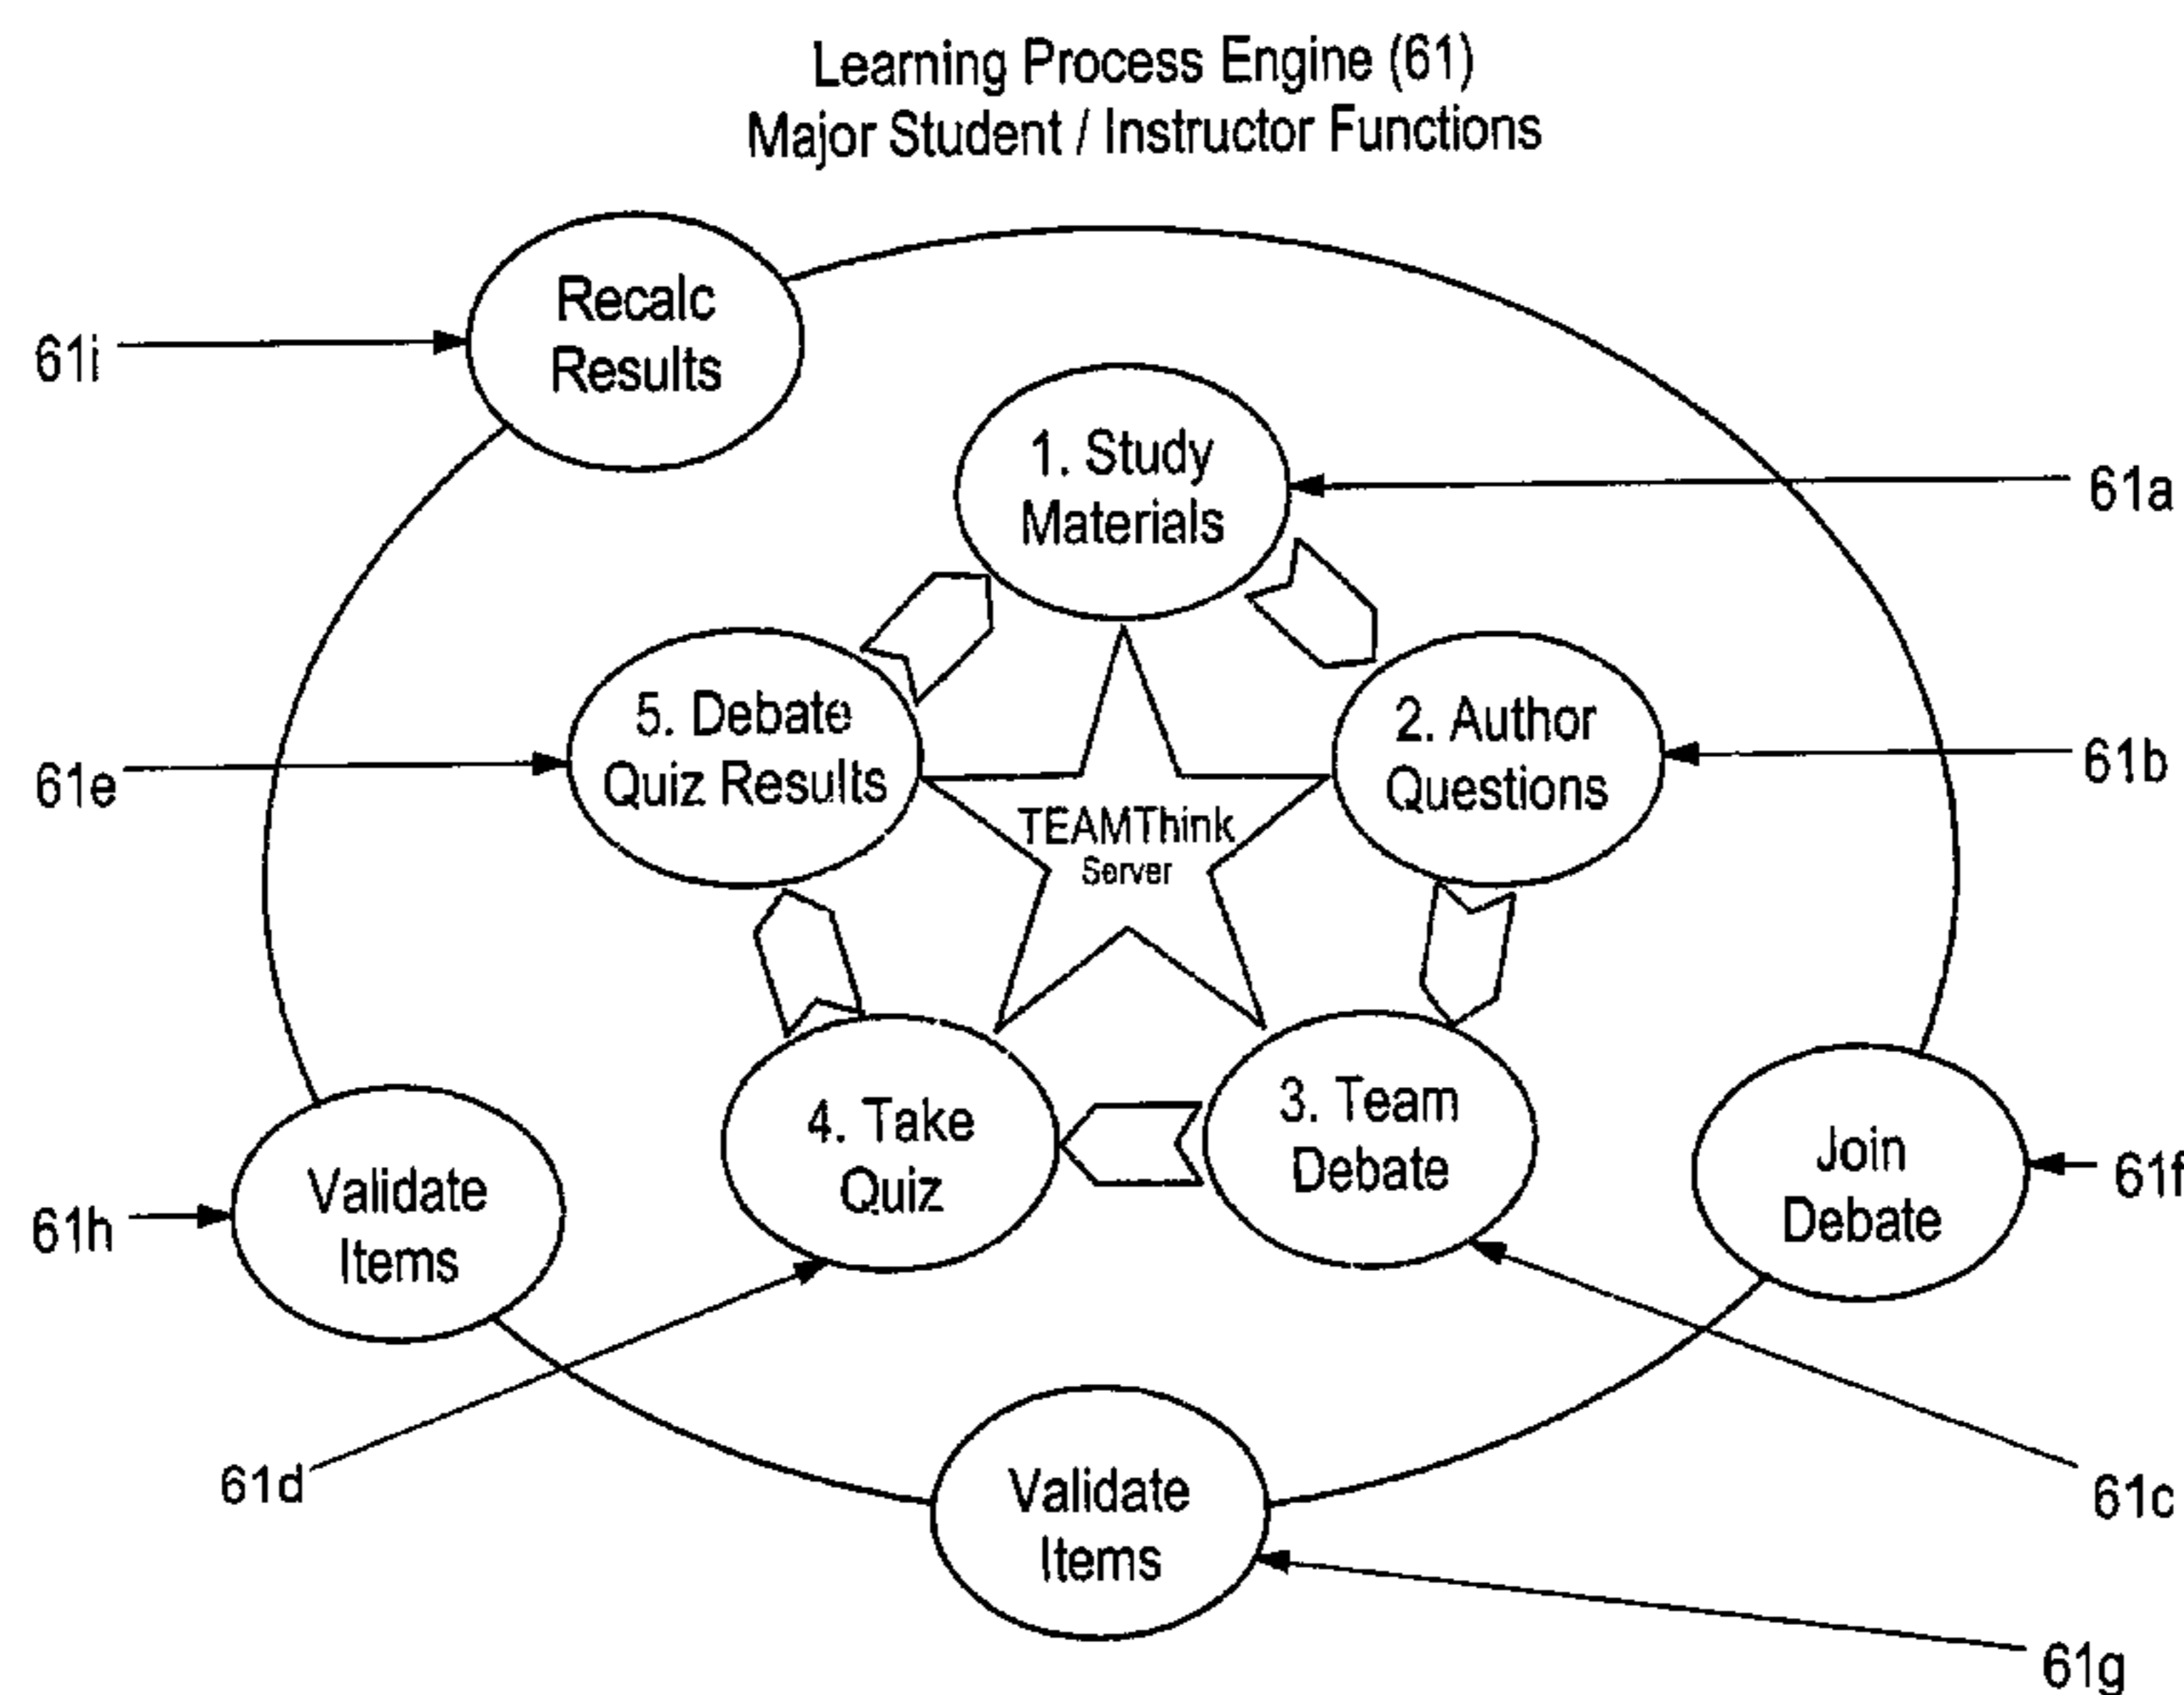 Learning Process Engine (61)
Major Student / Instructor Functions
Recalc
Results
61i
1. Study
Materials
61a
5. Debate
Quiz Results
61e
2. Author
Questions
61b
TEAMThink
Server
3. Team
Debate
4. Take
Quiz
Join
Debate
61f
Validate
Items
61h
61d
Validate
Items
61c
61g